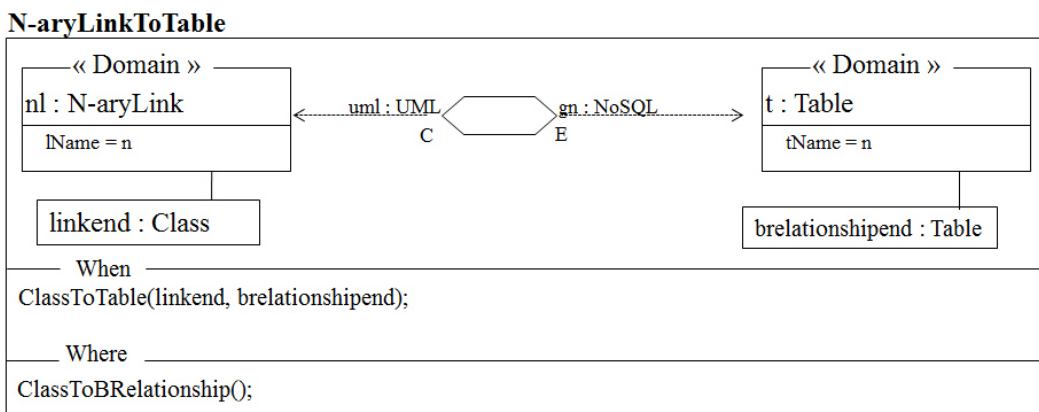 N-aryLinkToTable
« Domain »
« Domain »
nl : N-aryLink
uml : UML
gn : NoSQL
t : Table
lName = n
C
E
tName = n
linkend : Class
brelationshipend : Table
When
ClassToTable(linkend, brelationshipend);
Where
ClassToBRelationship();